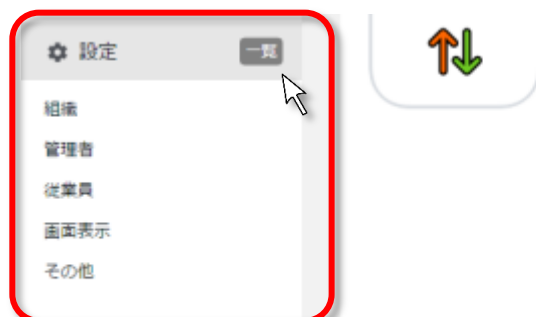 設定
一覧
組織
管理者
従業員
画面表示
その他